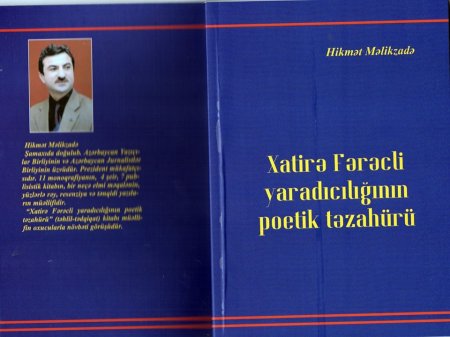 Hikmət Məlikzadə
Şamaxıda doğulub. Azərbaycan Yazıçı-
lar Birliyinin və Azərbaycan Jurnalistlər
Birliyinin üzvüdür. Prezident mükafatçı-
sıdır. 11 monoqrafiyanın, 4 şeir, 7 pub-
lisistik kitabın, bir neçə elmi məqalənin,
yüzlərlə rəy, resenziya və tənqidi yazıla-
rın müəllifidir.
"Xatirə Fərəcli yaradıcılığının poetik
təzahürü" (təhlil-tədqiqat) kitabı müəlli-
fin oxucularla növbəti görüşüdür.
Hikmət Məlikzadə
Xatirə Fərəcli
yaradıcılığının
poetik təzahürü